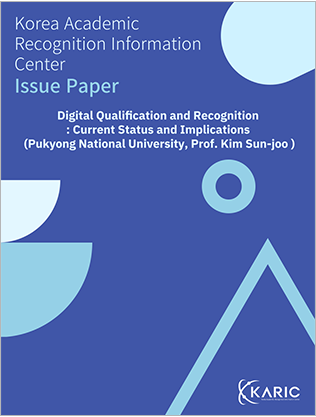 Korea Academic
Recognition Information
Center
Issue Paper
Digital Qualification and Recognition
: Current Status and Implications
(Pukyong National University, Prof. Kim Sun-joo )
KARIC